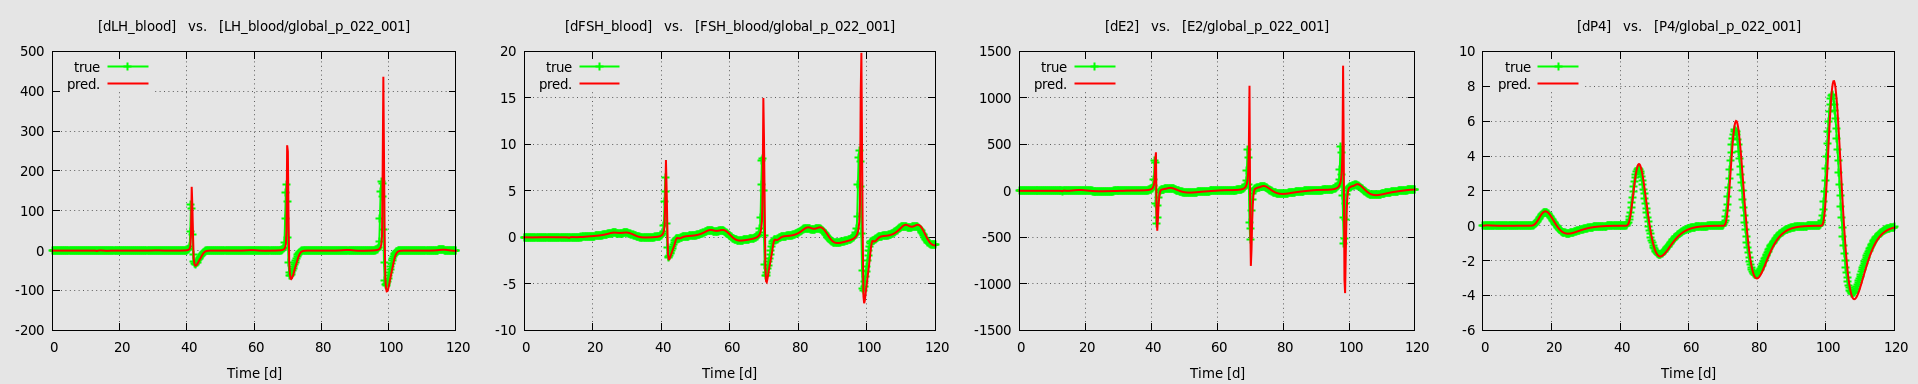 [dLH_blood] vs. [LH_blood/global_p_022_001]
500
400
300
200
100
0
-100
-200
true
pred.
0 20 40 60 80 100 120
Time [d]
[dFSH_blood] vs. [FSH_blood/global_p_022_001]
20
15
10
5
0
-5
-10
true
pred.
0 20 40 60 80 100 120
Time [d]
[dE2] vs. [E2/global_p_022_001]
1500
1000
500
0
-500
-1000
-1500
true
pred.
0 20 40 60 80 100 120
Time [d]
[dP4] vs. [P4/global_p_022_001]
10
8
6
4
2
0
-2
-4
-6
true
pred.
0 20 40 60 80 100 120
Time [d]